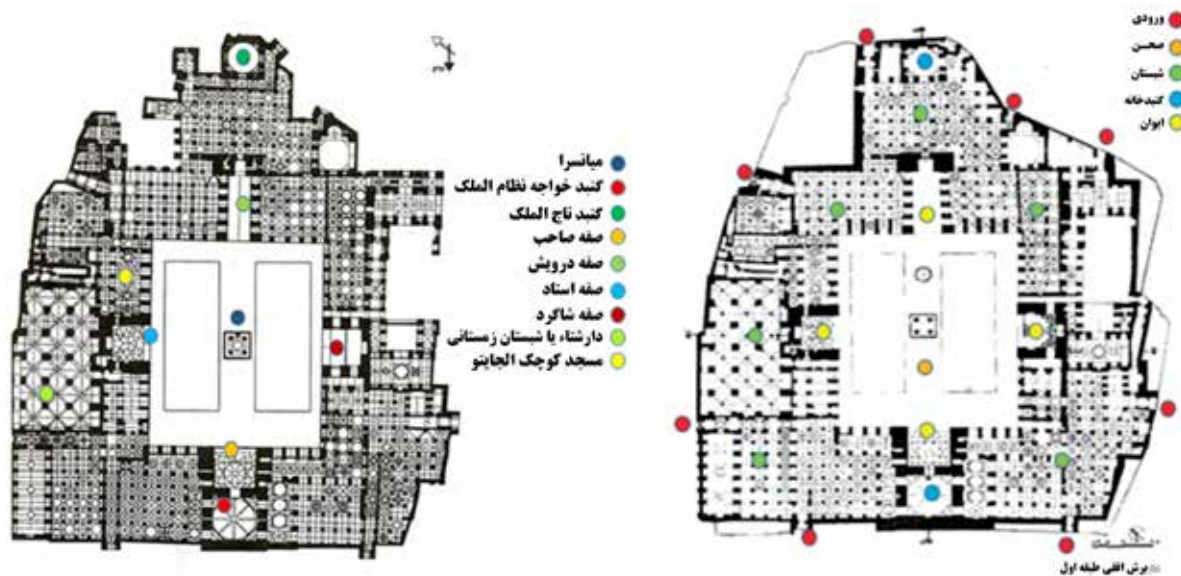 ورودی
صحن
شبستان
گنبدخانه
ایوان
میانسرا
گنبد خواجه نظام الملک
گنبد تاج الملک
صفه صاحب
صفه درویش
صفه استاد
صفه شاگرد
دارشتاء یا شبستان زمستانی
مسجد کوچک الجایتو
برش افقی طبقه اول